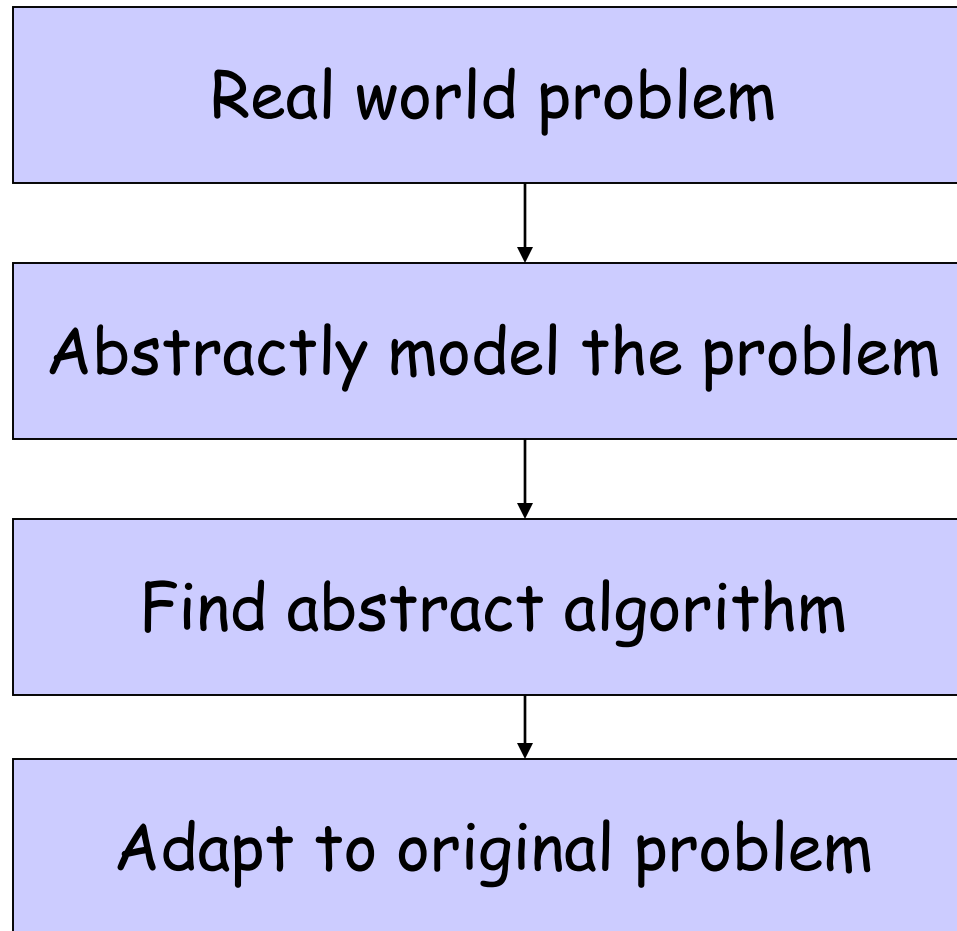 Real world problem
Abstractly model the problem
Find abstract algorithm
Adapt to original problem